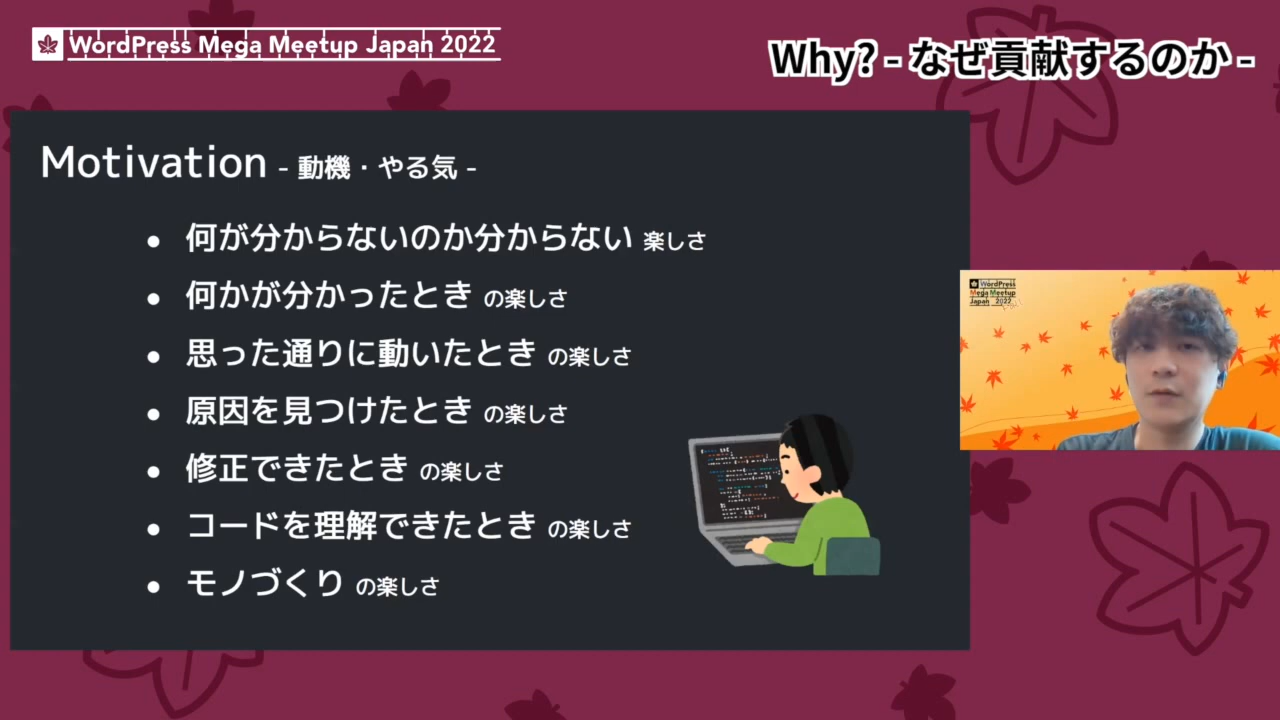 WordPress Mega Meetup Japan 2022
Why? - なぜ貢献するのか -
Motivation - 動機・やる気 -
● 何が分からないのか分からない 楽しさ
● 何かが分かったとき の楽しさ
● 思った通りに動いたとき の楽しさ
● 原因を見つけたとき の楽しさ
● 修正できたとき の楽しさ
● コードを理解できたとき の楽しさ
● モノづくり の楽しさ
WordPress
Mega Meetup
Japan 2022